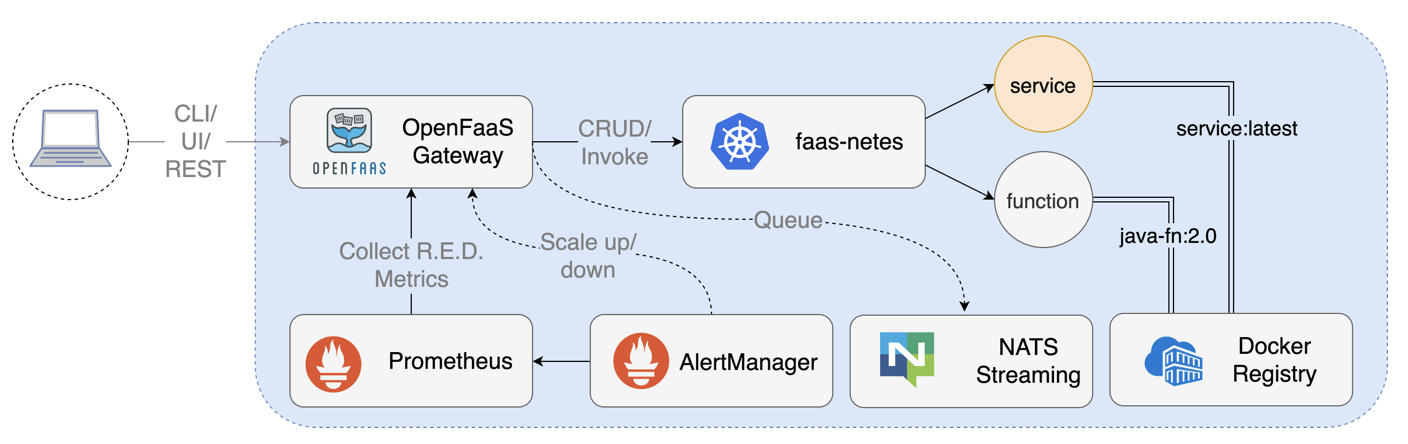 CLI/
UI/
REST
OPENFAAS
OpenFaaS
Gateway
CRUD/
Invoke
faas-netes
service
service:latest
function
java-fn:2.0
Queue
Collect R.E.D.
Metrics
Scale up/
down
Prometheus
AlertManager
N
NATS
Streaming
Docker
Registry